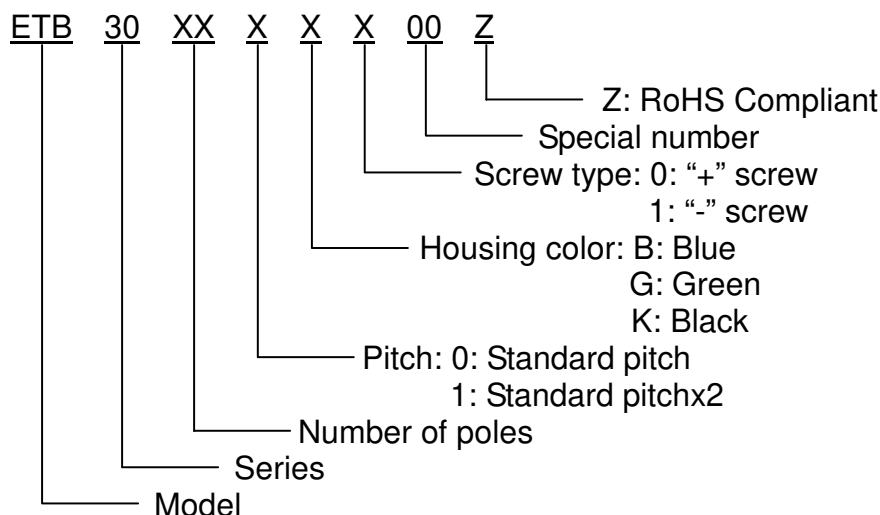 ETB 30 XX X X X 00 Z
Z: RoHS Compliant
Special number
Screw type: 0: “+” screw
1: “-” screw
Housing color: B: Blue
G: Green
K: Black
Pitch: 0: Standard pitch
1: Standard pitchx2
Number of poles
Series
Model